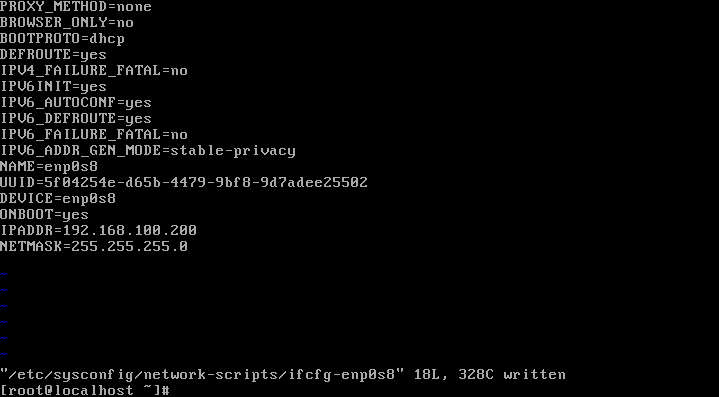 PROXY_METHOD=none
BROWSER_ONLY=no
BOOTPROTO=dhcp
DEFROUTE=yes
IPV4_FAILURE_FATAL=no
IPV6INIT=yes
IPV6_AUTOCONF=yes
IPV6_DEFROUTE=yes
IPV6_FAILURE_FATAL=no
IPV6_ADDR_GEN_MODE=stable-privacy
NAME=enp0s8
UUID=5f04254e-d65b-4479-9bf8-9d7adee25502
DEVICE=enp0s8
ONBOOT=yes
IPADDR=192.168.100.200
NETMASK=255.255.255.0
~
~
~
~
~
~
"/etc/sysconfig/network-scripts/ifcfg-enp0s8" 18L, 328C written
[root@localhost ~]#